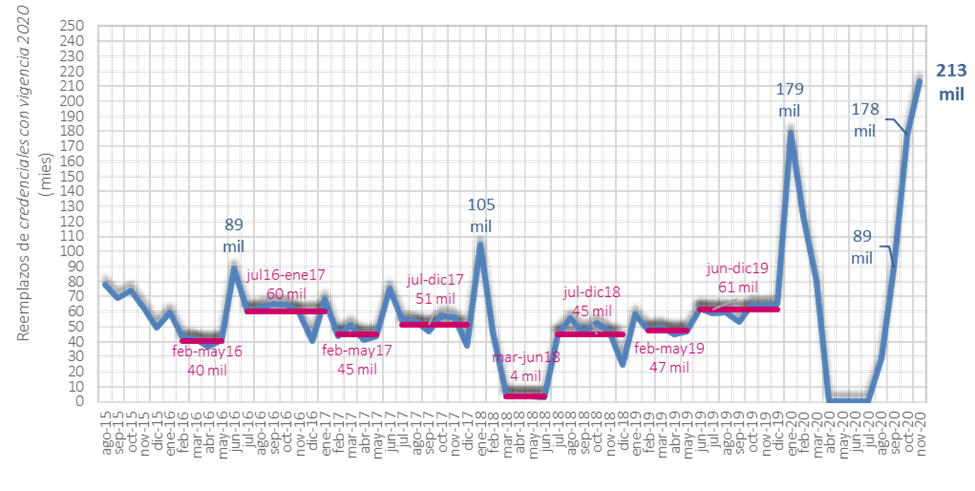 Reemplazos de credenciales con vigencia 2020
(mies)
250
240
230
220
210
200
190
180
170
160
150
140
130
120
110
100
90
80
70
60
50
40
30
20
10
0
89
mil
jul16-ene17
60 mil
feb-may16
40 mil
feb-may17
45 mil
jul-dic17
51 mil
105
mil
mar-jun18
4 mil
jul-dic18
45 mil
feb-may19
47 mil
jun-dic19
61 mil
179
mil
89
mil
178
mil
213
mil
ago-15
sep-15
oct-15
nov-15
dic-15
ene-16
feb-16
mar-16
abr-16
may-16
jun-16
jul-16
ago-16
sep-16
oct-16
nov-16
dic-16
ene-17
feb-17
mar-17
abr-17
may-17
jun-17
jul-17
ago-17
sep-17
oct-17
nov-17
dic-17
ene-18
feb-18
mar-18
abr-18
may-18
jun-18
jul-18
ago-18
sep-18
oct-18
nov-18
dic-18
ene-19
feb-19
mar-19
abr-19
may-19
jun-19
jul-19
ago-19
sep-19
oct-19
nov-19
dic-19
ene-20
feb-20
mar-20
abr-20
may-20
jun-20
jul-20
ago-20
sep-20
oct-20
nov-20